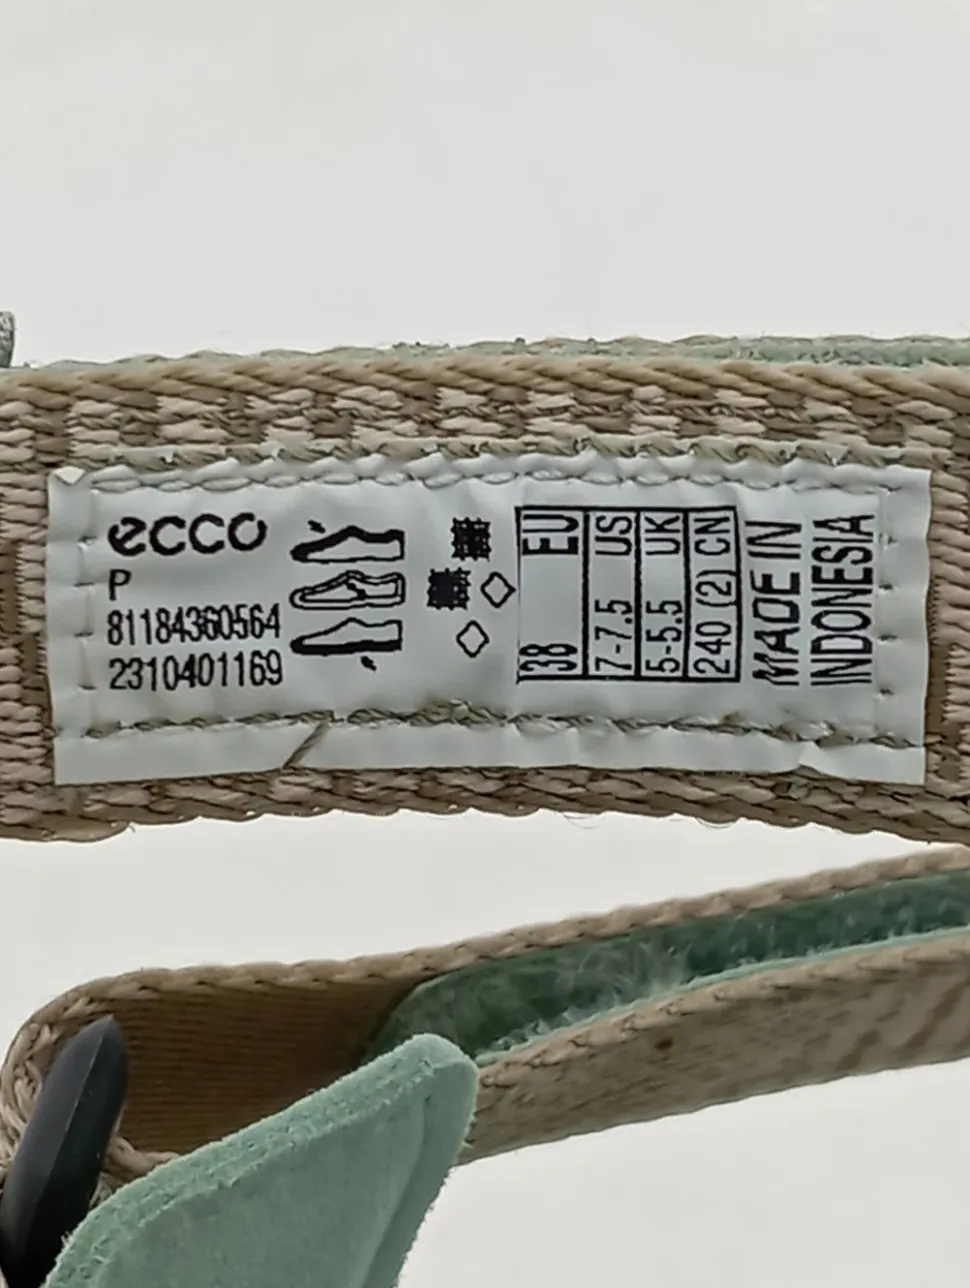 ecco
P
81184360564
2310401169
38 EU
7-7.5 US
5-5.5 UK
240 (2) CN
MADE IN
INDONESIA